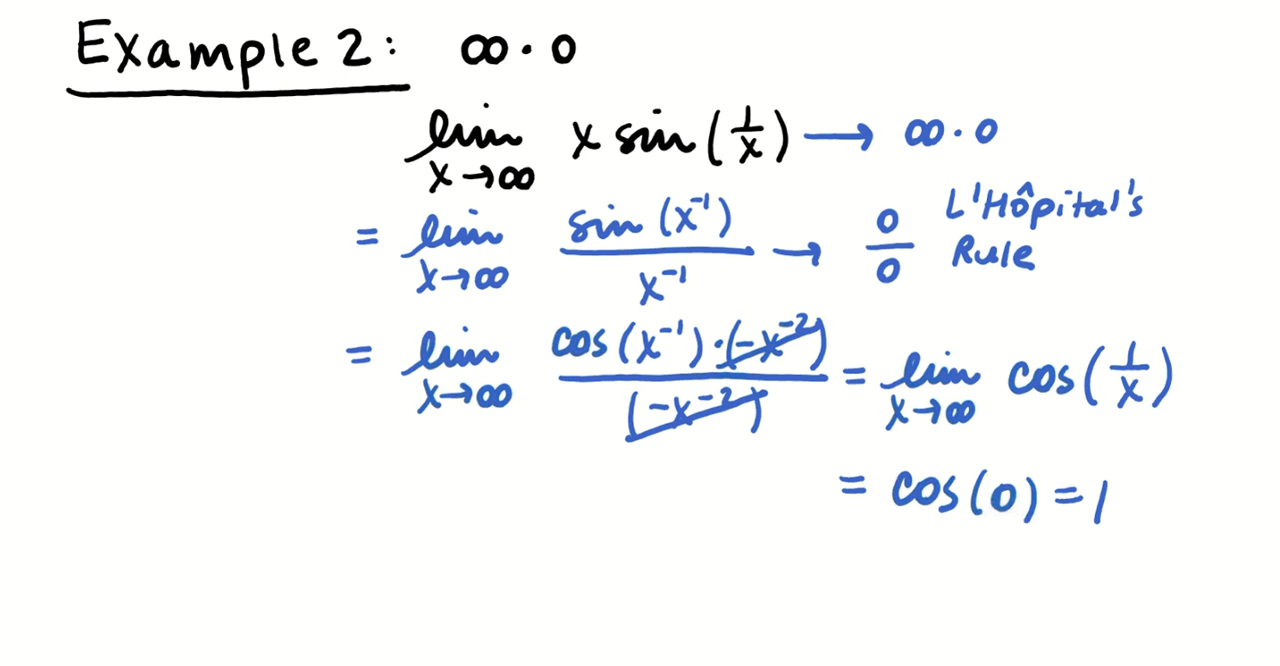 Example 2: ∞·0
lim x→∞ x sin(1/x) → ∞·0
= lim x→∞ sin(x⁻¹)/x⁻¹ → 0/0 L'Hôpital's Rule
= lim x→∞ cos(x⁻¹)·(-x⁻²)/(-x⁻²) = lim x→∞ cos(1/x)
= cos(0) = 1